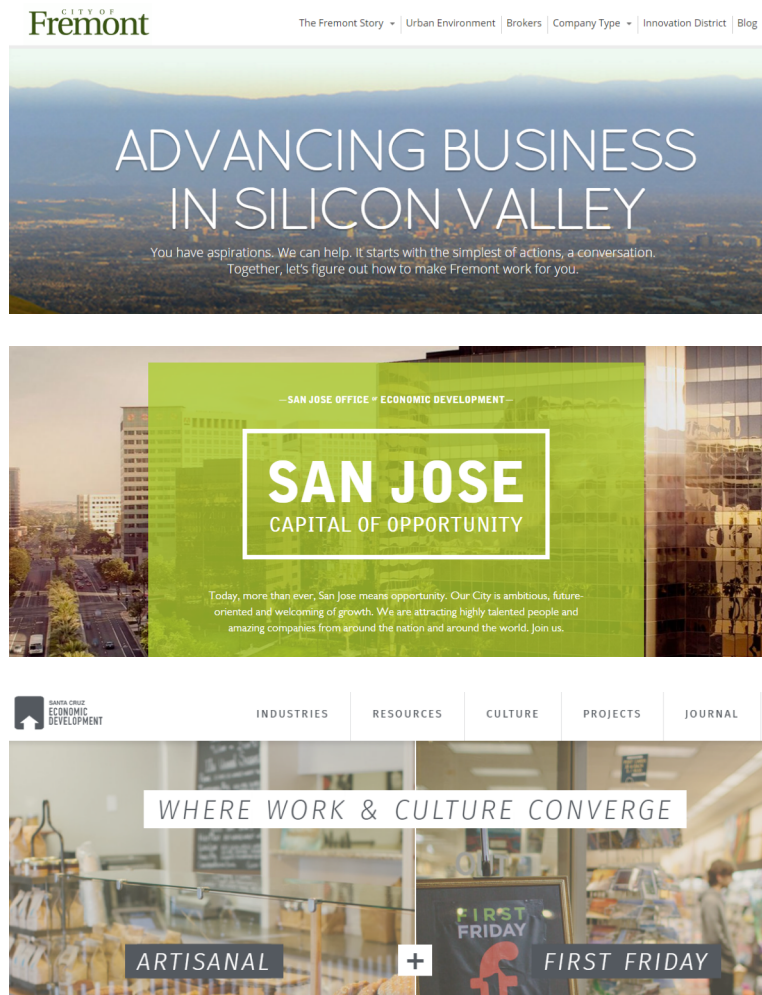 CITY OF
Fremont
The Fremont Story
Urban Environment
Brokers
Company Type
Innovation District
Blog
ADVANCING BUSINESS
IN SILICON VALLEY
You have aspirations. We can help. It starts with the simplest of actions, a conversation.
Together, let's figure out how to make Fremont work for you.
SAN JOSE OFFICE OF ECONOMIC DEVELOPMENT
SAN JOSE
CAPITAL OF OPPORTUNITY
Today, more than ever, San Jose means opportunity. Our City is ambitious, future-
oriented and welcoming of growth. We are attracting highly talented people and
amazing companies from around the nation and around the world. Join us.
SANTA CRUZ
ECONOMIC
DEVELOPMENT
INDUSTRIES
RESOURCES
CULTURE
PROJECTS
JOURNAL
WHERE WORK & CULTURE CONVERGE
FIRST
FRIDAY
ARTISANAL
+
FIRST FRIDAY